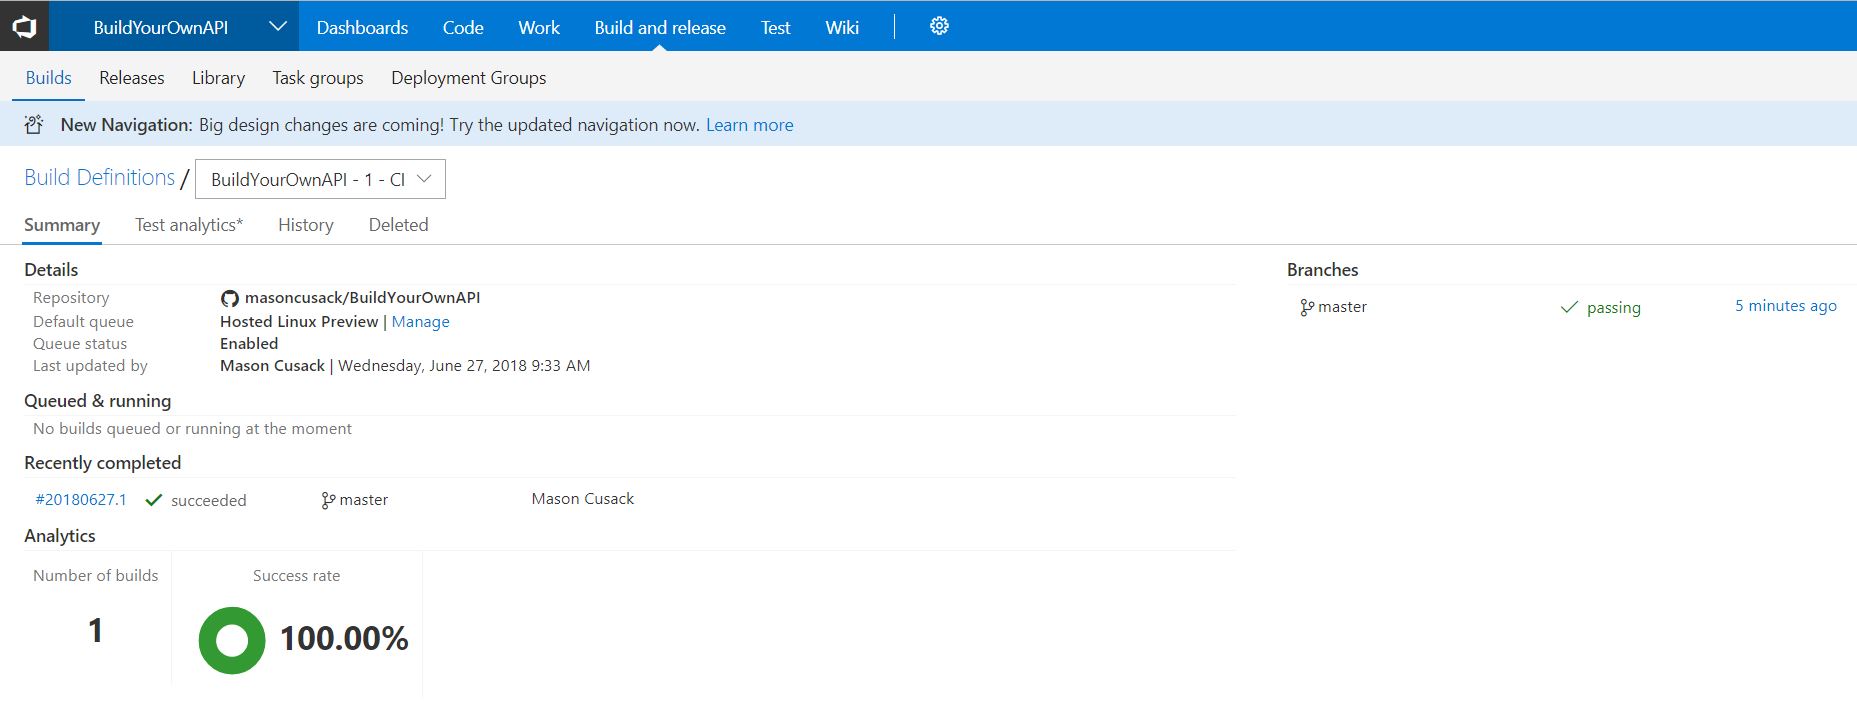 BuildYourOwnAPI Dashboards Code Work Build and release Test Wiki
Builds Releases Library Task groups Deployment Groups
New Navigation: Big design changes are coming! Try the updated navigation now. Learn more
Build Definitions / BuildYourOwnAPI - 1 - CI
Summary Test analytics* History Deleted
Details
Repository masoncusack/BuildYourOwnAPI
Default queue Hosted Linux Preview | Manage
Queue status Enabled
Last updated by Mason Cusack | Wednesday, June 27, 2018 9:33 AM
Queued & running
No builds queued or running at the moment
Recently completed
#20180627.1 succeeded master Mason Cusack
Analytics
Number of builds
1
Success rate
100.00%
Branches
master passing 5 minutes ago